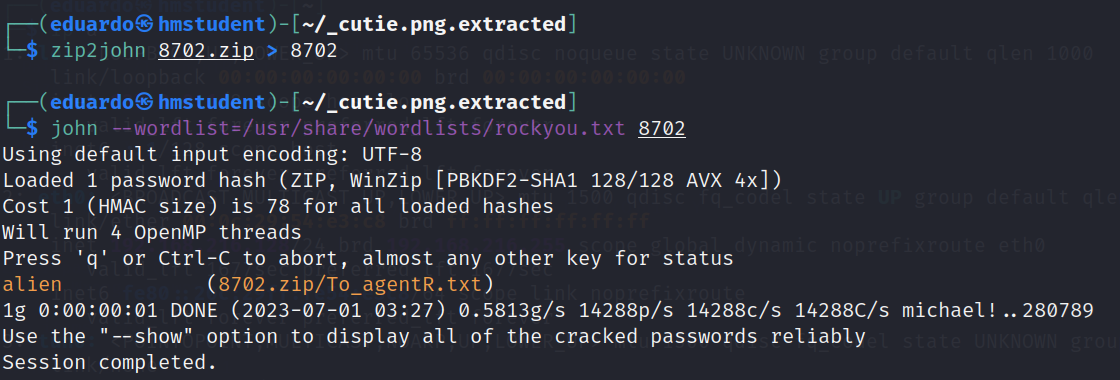 ┌──(eduardo㉿hmstudent)-[~/_cutie.png.extracted]
└─$ zip2john 8702.zip > 8702
┌──(eduardo㉿hmstudent)-[~/_cutie.png.extracted]
└─$ john --wordlist=/usr/share/wordlists/rockyou.txt 8702
Using default input encoding: UTF-8
Loaded 1 password hash (ZIP, WinZip [PBKDF2-SHA1 128/128 AVX 4x])
Cost 1 (HMAC size) is 78 for all loaded hashes
Will run 4 OpenMP threads
Press 'q' or Ctrl-C to abort, almost any other key for status
alien            (8702.zip/To_agentR.txt)
1g 0:00:00:01 DONE (2023-07-01 03:27) 0.5813g/s 14288p/s 14288c/s 14288C/s michael!..280789
Use the "--show" option to display all of the cracked passwords reliably
Session completed.